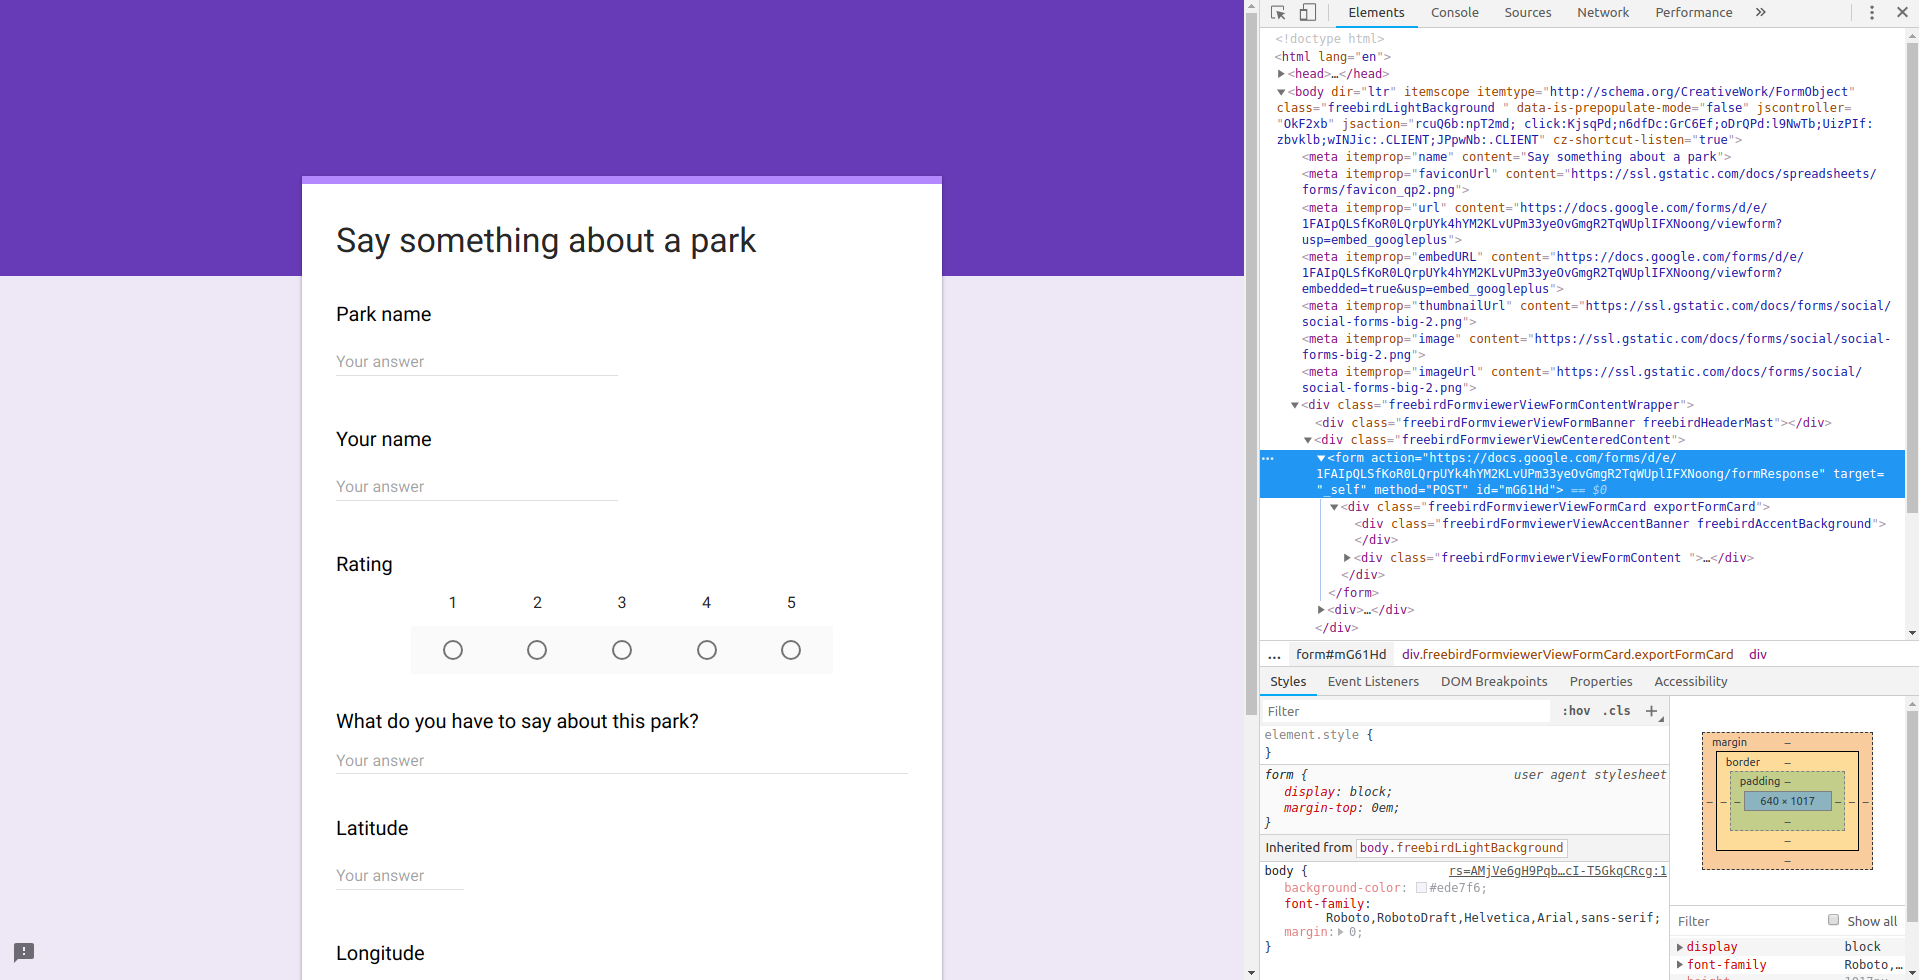 Say something about a park
Park name
Your answer
Your name
Your answer
Rating
1 2 3 4 5
What do you have to say about this park?
Your answer
Latitude
Your answer
Longitude
Elements Console Sources Network Performance »
<!doctype html>
<html lang="en">
<head>…</head>
<body dir="ltr" itemscope itemtype="http://schema.org/CreativeWork/FormObject"
class="freebirdLightBackground " data-is-prepopulate-mode="false" jscontroller=
"OkF2xb" jsaction="rcuQ6b:npT2md; click:KjsqPd;n6dfDc:GrC6Ef;oDrQPd:l9NwTb;UizPIf:
zbvklb;wINJic:.CLIENT;JPpwNb:.CLIENT" cz-shortcut-listen="true">
<meta itemprop="name" content="Say something about a park">
<meta itemprop="faviconUrl" content="https://ssl.gstatic.com/docs/spreadsheets/
forms/favicon_qp2.png">
<meta itemprop="url" content="https://docs.google.com/forms/d/e/
1FAIpQLSfKoR0LQrpUYk4hYM2KLvUPm33yeOvGmgR2TqWUplIFXNoong/viewform?
usp=embed_googleplus">
<meta itemprop="embedURL" content="https://docs.google.com/forms/d/e/
1FAIpQLSfKoR0LQrpUYk4hYM2KLvUPm33yeOvGmgR2TqWUplIFXNoong/viewform?
embedded=true&usp=embed_googleplus">
<meta itemprop="thumbnailUrl" content="https://ssl.gstatic.com/docs/forms/social/
social-forms-big-2.png">
<meta itemprop="image" content="https://ssl.gstatic.com/docs/forms/social/social-
forms-big-2.png">
<meta itemprop="imageUrl" content="https://ssl.gstatic.com/docs/forms/social/
social-forms-big-2.png">
<div class="freebirdFormviewerViewFormContentWrapper">
<div class="freebirdFormviewerViewFormBanner freebirdHeaderMast"></div>
<div class="freebirdFormviewerViewCenteredContent">
<form action="https://docs.google.com/forms/d/e/
1FAIpQLSfKoR0LQrpUYk4hYM2KLvUPm33yeOvGmgR2TqWUplIFXNoong/formResponse" target=
"_self" method="POST" id="mG61Hd"> == $0
<div class="freebirdFormviewerViewFormCard exportFormCard">
<div class="freebirdFormviewerViewAccentBanner freebirdAccentBackground">
</div>
<div class="freebirdFormviewerViewFormContent ">…</div>
</div>
</form>
<div>…</div>
</div>
... form#mG61Hd div.freebirdFormviewerViewFormCard.exportFormCard div
Styles Event Listeners DOM Breakpoints Properties Accessibility
Filter :hov .cls +
element.style {
}
form { user agent stylesheet
display: block;
margin-top: 0em;
}
Inherited from body.freebirdLightBackground
body { rs=AMjVe6gH9Pqb…cI-T5GkqCRcg:1
background-color: #ede7f6;
font-family:
Roboto,RobotoDraft,Helvetica,Arial,sans-serif;
margin: 0;
}
margin –
border –
padding –
– – – 640 × 1017 – – –
–
–
–
Filter Show all
display block
font-family Roboto,…